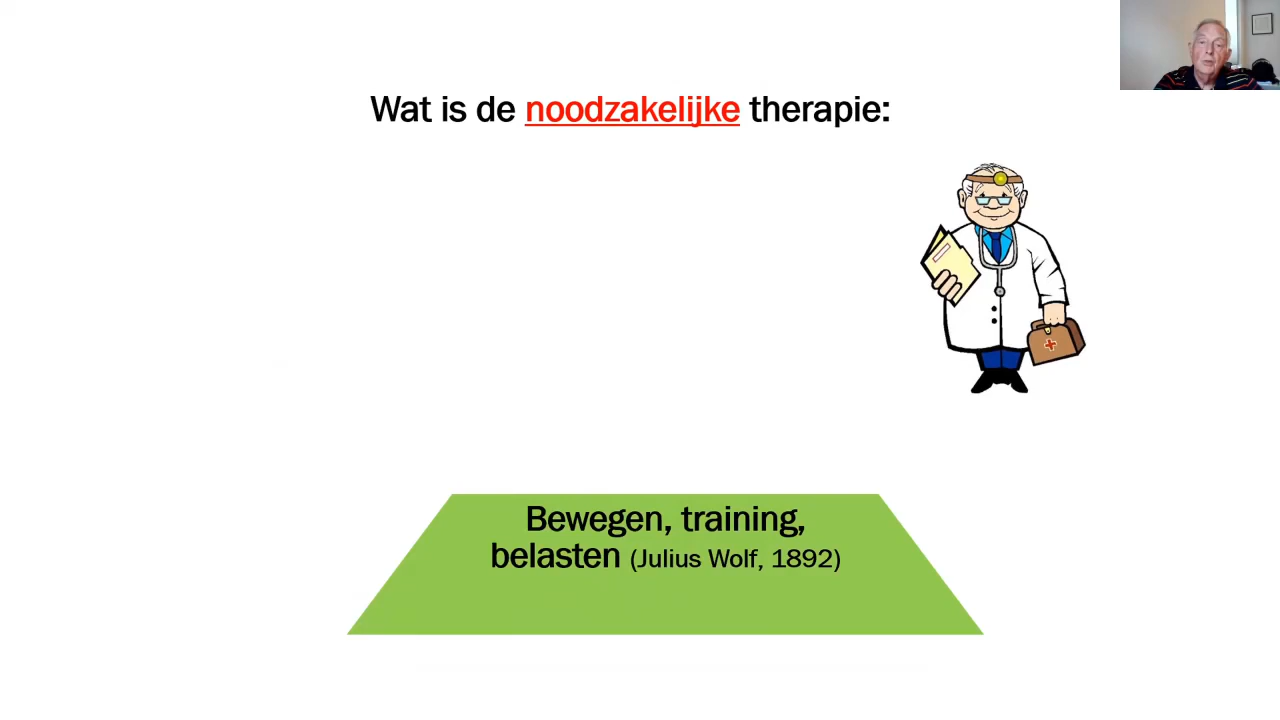 Wat is de noodzakelijke therapie:
Bewegen, training,
belasten (Julius Wolf, 1892)